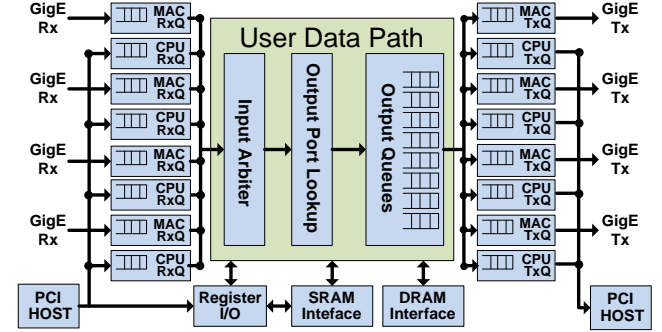 GigE
Rx
MAC
RxQ
CPU
RxQ
GigE
Rx
MAC
RxQ
CPU
RxQ
GigE
Rx
MAC
RxQ
CPU
RxQ
GigE
Rx
MAC
RxQ
CPU
RxQ
PCI
HOST
User Data Path
Input Arbiter
Output Port Lookup
Output Queues
Register
I/O
SRAM
Inteface
DRAM
Interface
MAC
TxQ
GigE
Tx
CPU
TxQ
MAC
TxQ
GigE
Tx
CPU
TxQ
MAC
TxQ
GigE
Tx
CPU
TxQ
MAC
TxQ
GigE
Tx
CPU
TxQ
PCI
HOST